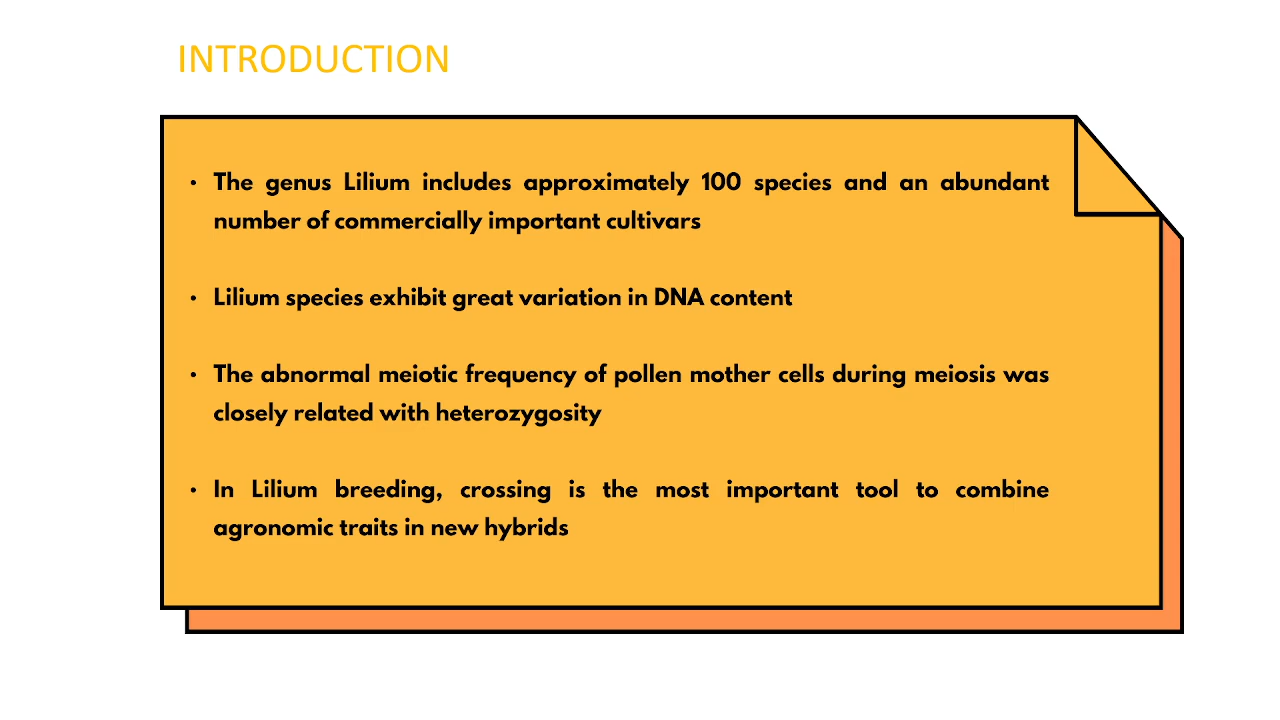 INTRODUCTION
• The genus Lilium includes approximately 100 species and an abundant
number of commercially important cultivars
• Lilium species exhibit great variation in DNA content
• The abnormal meiotic frequency of pollen mother cells during meiosis was
closely related with heterozygosity
• In Lilium breeding, crossing is the most important tool to combine
agronomic traits in new hybrids